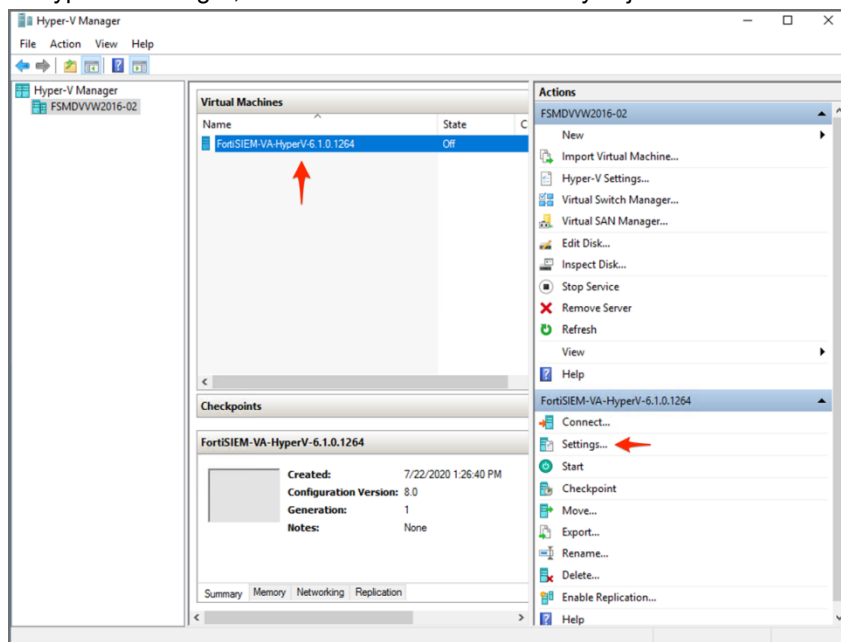 Hyper-V Manager
File Action View Help
Hyper-V Manager
FSMDVVW2016-02
Virtual Machines
Name State C
FortiSIEM-VA-HyperV-6.1.0.1264 Off
Checkpoints
FortiSIEM-VA-HyperV-6.1.0.1264
Created: 7/22/2020 1:26:40 PM
Configuration Version: 8.0
Generation: 1
Notes: None
Summary Memory Networking Replication
Actions
FSMDVVW2016-02
New
Import Virtual Machine...
Hyper-V Settings...
Virtual Switch Manager...
Virtual SAN Manager...
Edit Disk...
Inspect Disk...
Stop Service
Remove Server
Refresh
View
Help
FortiSIEM-VA-HyperV-6.1.0.1264
Connect...
Settings...
Start
Checkpoint
Move...
Export...
Rename...
Delete...
Enable Replication...
Help